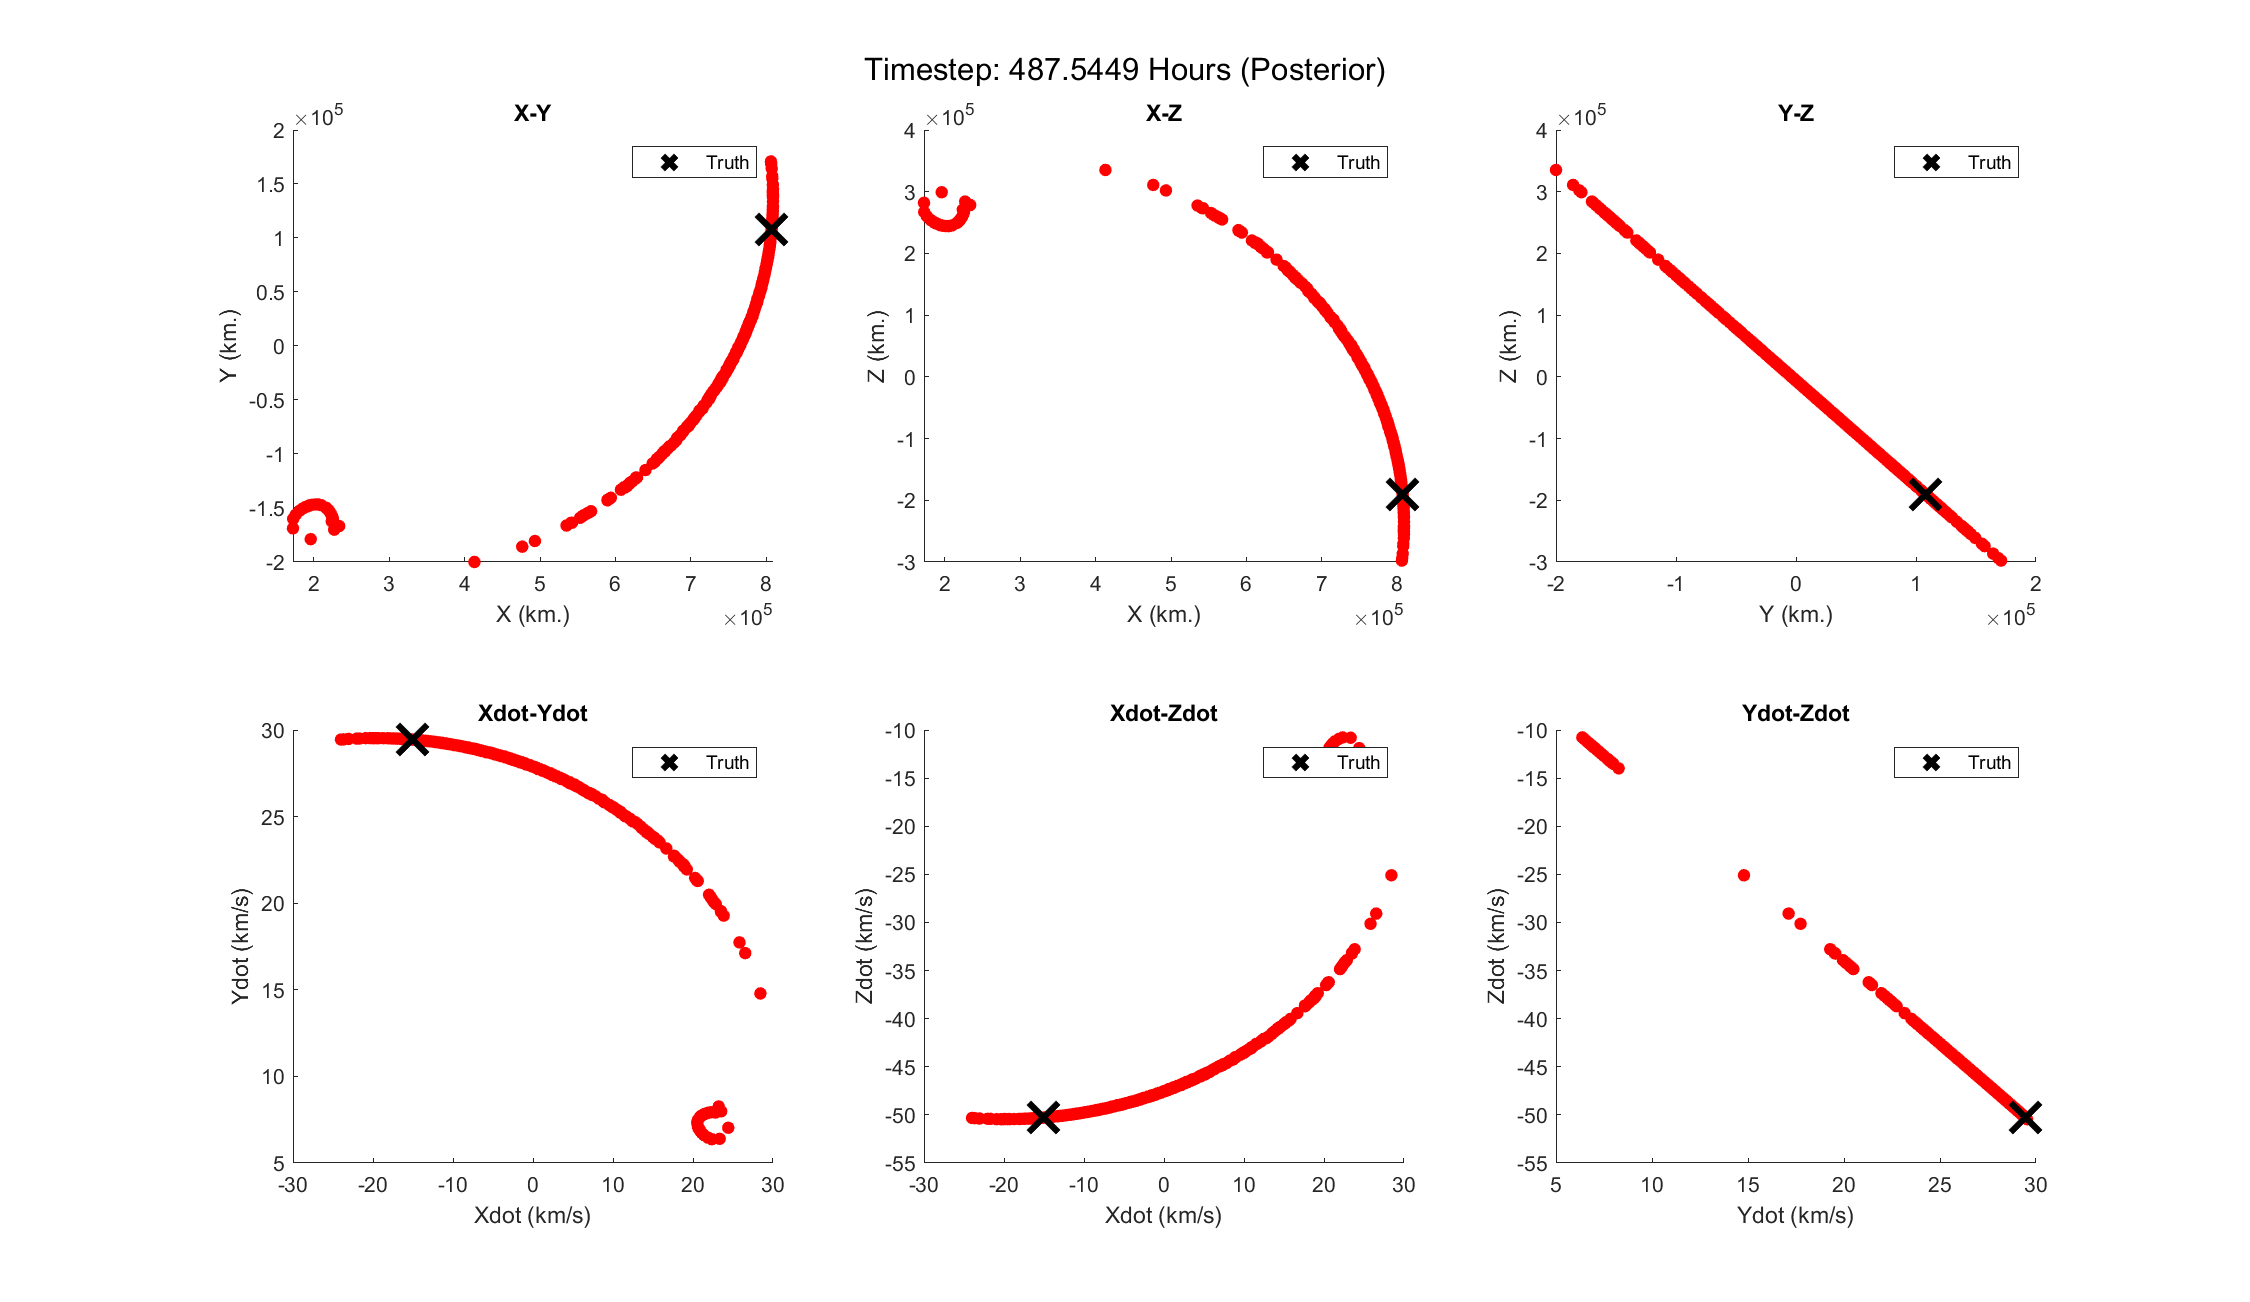 Timestep: 487.5449 Hours (Posterior)
X-Y
×10^5
2
1.5
1
0.5
0
-0.5
-1
-1.5
-2
Y (km.)
2 3 4 5 6 7 8
X (km.)
×10^5
Truth
X-Z
×10^5
4
3
2
1
0
-1
-2
-3
Z (km.)
2 3 4 5 6 7 8
X (km.)
×10^5
Truth
Y-Z
×10^5
4
3
2
1
0
-1
-2
-3
Z (km.)
-2 -1 0 1 2
Y (km.)
×10^5
Truth
Xdot-Ydot
30
25
20
15
10
5
Ydot (km/s)
-30 -20 -10 0 10 20 30
Xdot (km/s)
Truth
Xdot-Zdot
-10
-15
-20
-25
-30
-35
-40
-45
-50
-55
Zdot (km/s)
-30 -20 -10 0 10 20 30
Xdot (km/s)
Truth
Ydot-Zdot
-10
-15
-20
-25
-30
-35
-40
-45
-50
-55
Zdot (km/s)
5 10 15 20 25 30
Ydot (km/s)
Truth